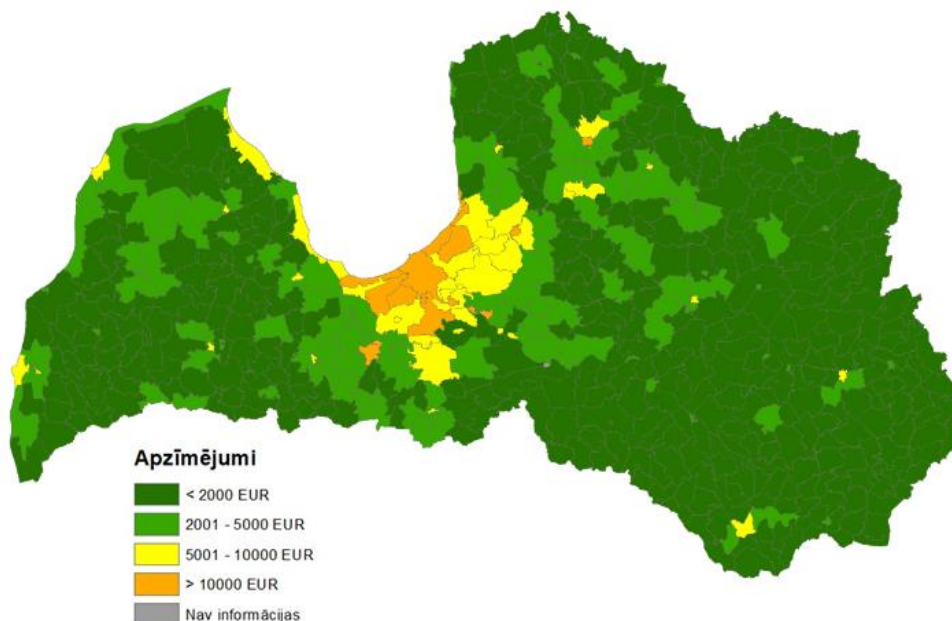 Apzīmējumi
< 2000 EUR
2001 - 5000 EUR
5001 - 10000 EUR
> 10000 EUR
Nav informācijas